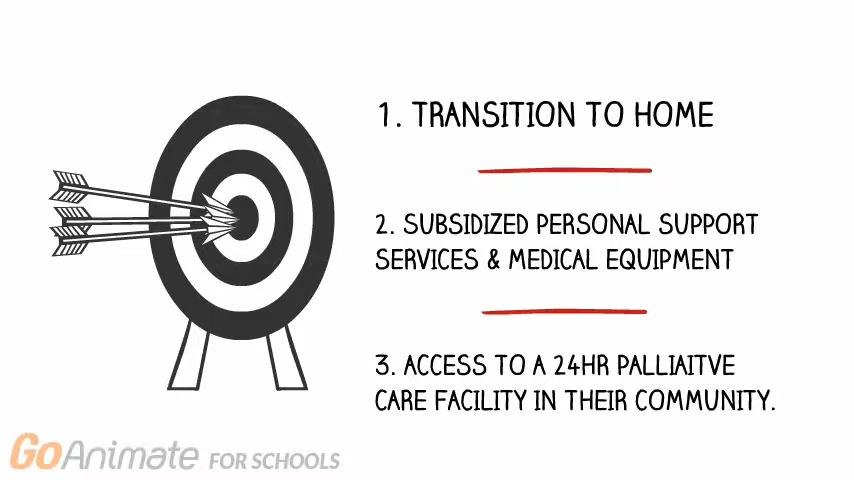 1. TRANSITION TO HOME
2. SUBSIDIZED PERSONAL SUPPORT
SERVICES & MEDICAL EQUIPMENT
3. ACCESS TO A 24HR PALLIAITVE
CARE FACILITY IN THEIR COMMUNITY.
GoAnimate FOR SCHOOLS